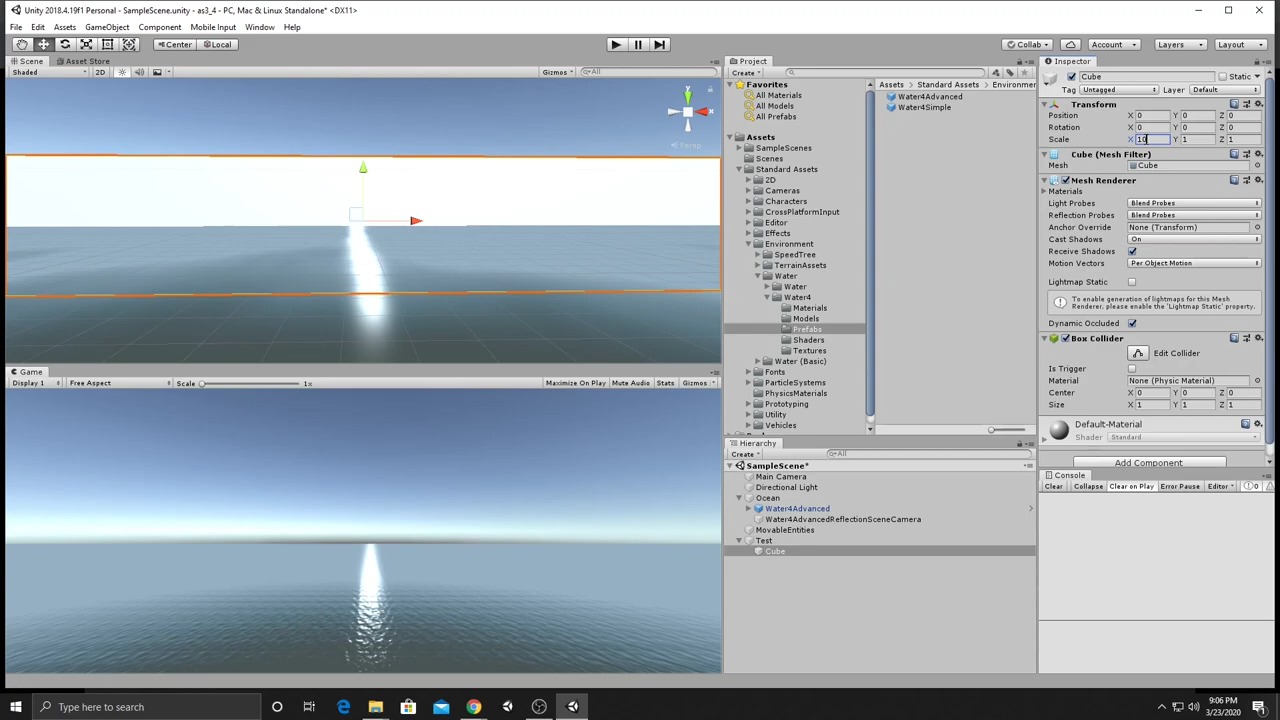 Unity 2018.4.19f1 Personal - SampleScene.unity - as3_4 - PC, Mac & Linux Standalone* <DX11>
File Edit Assets GameObject Component Mobile Input Window Help
Center Local Collab Account Layers Layout
Scene Asset Store
Shaded 2D Gizmos All
y
x
Persp
Game
Display 1 Free Aspect Scale 1x Maximize On Play Mute Audio Stats Gizmos
Project
Create
Favorites
All Materials
All Models
All Prefabs
Assets
SampleScenes
Scenes
Standard Assets
2D
Cameras
Characters
CrossPlatformInput
Editor
Effects
Environment
SpeedTree
TerrainAssets
Water
Water
Water4
Materials
Models
Prefabs
Shaders
Textures
Water (Basic)
Fonts
ParticleSystems
PhysicsMaterials
Prototyping
Utility
Vehicles
Assets Standard Assets Environmer
Water4Advanced
Water4Simple
Hierarchy
Create All
SampleScene*
Main Camera
Directional Light
Ocean
Water4Advanced
Water4AdvancedReflectionSceneCamera
MovableEntities
Test
Cube
Inspector
Cube Static
Tag Untagged Layer Default
Transform
Position X 0 Y 0 Z 0
Rotation X 0 Y 0 Z 0
Scale X 10 Y 1 Z 1
Cube (Mesh Filter)
Mesh Cube
Mesh Renderer
Materials
Light Probes Blend Probes
Reflection Probes Blend Probes
Anchor Override None (Transform)
Cast Shadows On
Receive Shadows
Motion Vectors Per Object Motion
Lightmap Static
To enable generation of lightmaps for this Mesh
Renderer, please enable the 'Lightmap Static' property.
Dynamic Occluded
Box Collider
Edit Collider
Is Trigger
Material None (Physic Material)
Center X 0 Y 0 Z 0
Size X 1 Y 1 Z 1
Default-Material
Shader Standard
Add Component
Console
Clear Collapse Clear on Play Error Pause Editor 0
Type here to search
9:06 PM
3/23/2020
1